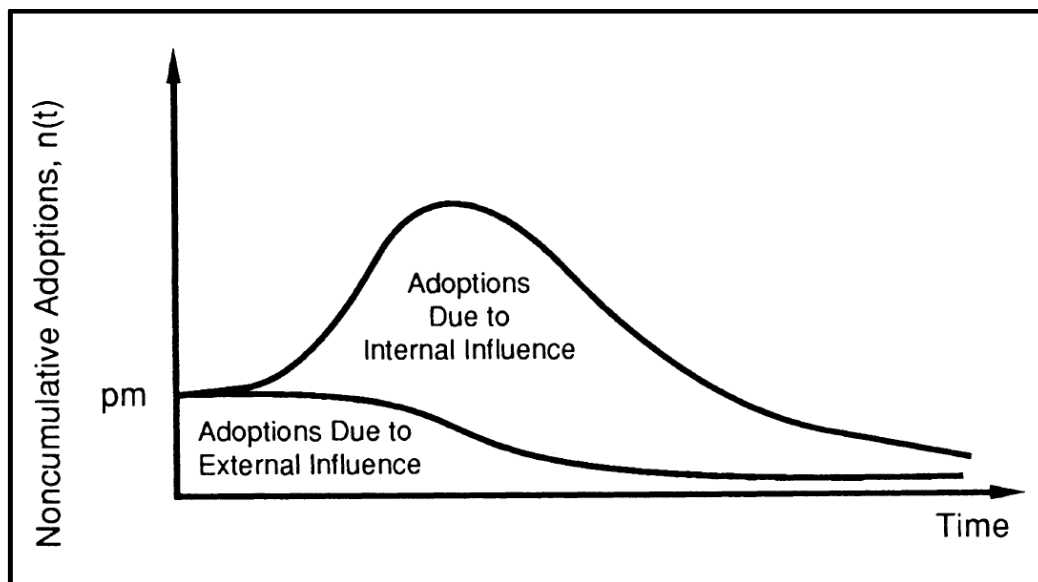 Noncumulative Adoptions, n(t)
Adoptions
Due to
Internal Influence
pm
Adoptions Due to
External Influence
Time